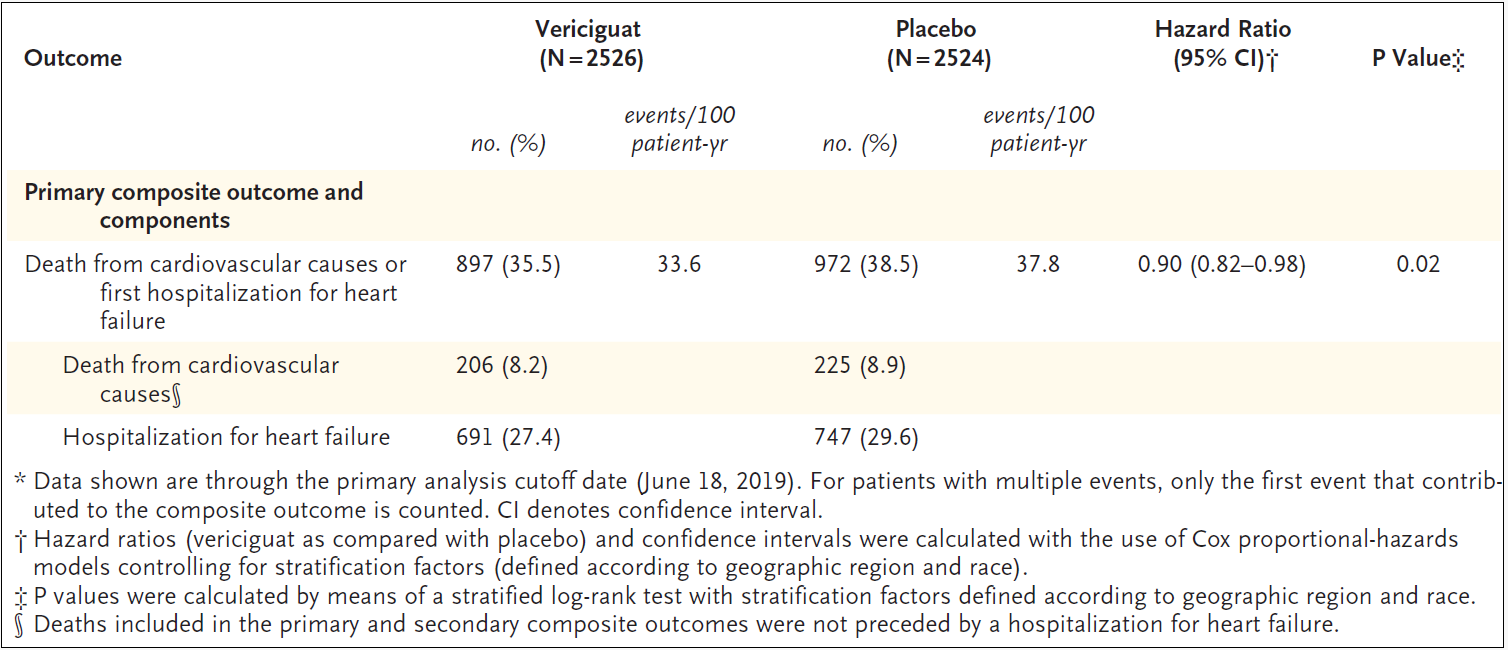 Outcome Vericiguat (N=2526) Placebo (N=2524) Hazard Ratio (95% CI)† P Value‡
no. (%) events/100 patient-yr no. (%) events/100 patient-yr
Primary composite outcome and
components
Death from cardiovascular causes or 897 (35.5) 33.6 972 (38.5) 37.8 0.90 (0.82–0.98) 0.02
first hospitalization for heart
failure
Death from cardiovascular 206 (8.2) 225 (8.9)
causes§
Hospitalization for heart failure 691 (27.4) 747 (29.6)
* Data shown are through the primary analysis cutoff date (June 18, 2019). For patients with multiple events, only the first event that contrib-
uted to the composite outcome is counted. CI denotes confidence interval.
† Hazard ratios (vericiguat as compared with placebo) and confidence intervals were calculated with the use of Cox proportional-hazards
models controlling for stratification factors (defined according to geographic region and race).
‡ P values were calculated by means of a stratified log-rank test with stratification factors defined according to geographic region and race.
§ Deaths included in the primary and secondary composite outcomes were not preceded by a hospitalization for heart failure.